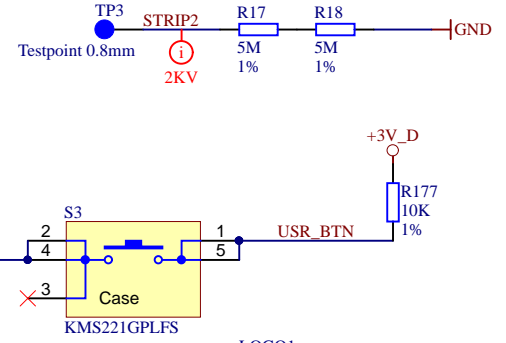 TP3
STRIP2
R17
R18
Testpoint 0.8mm
i
2KV
5M
1%
5M
1%
GND
+3V_D
R177
10K
1%
S3
2
4
3
1
5
USR_BTN
Case
KMS221GPLFS